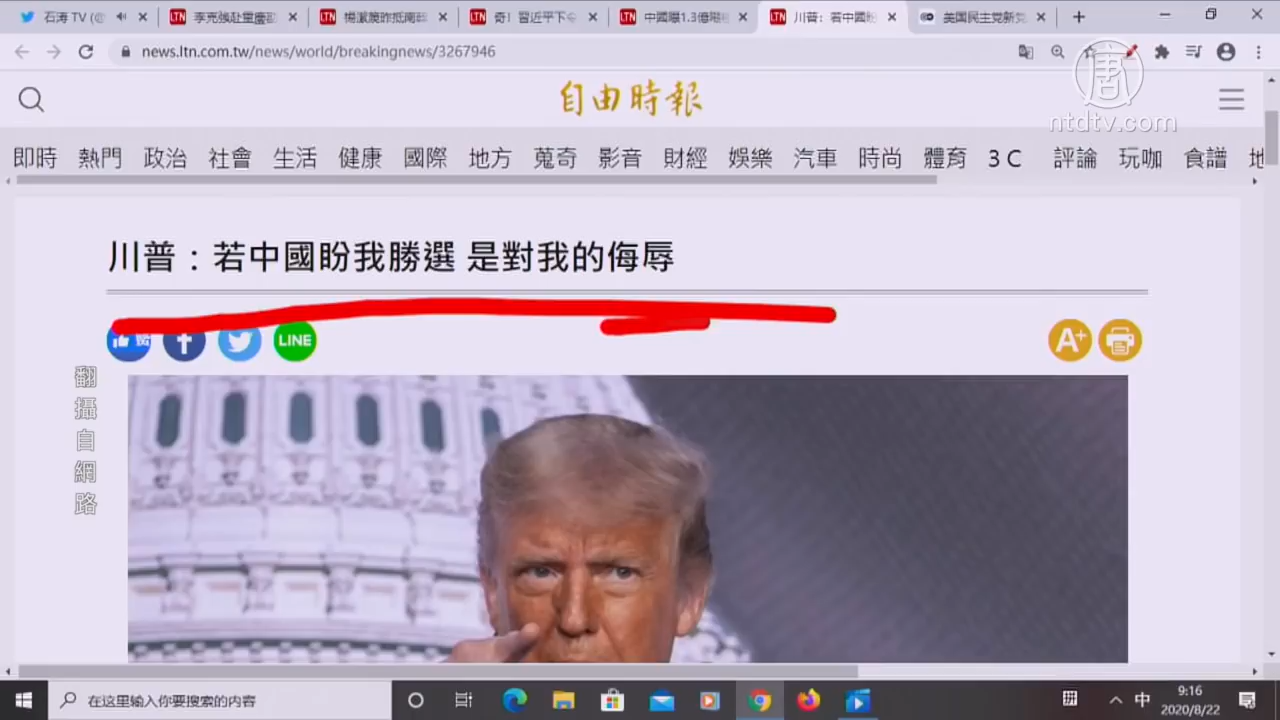 石涛 TV (@
李克強赴重慶
楊潔篪昨抵南
奇！習近平下
中國曝1.3億
川普：若中國盼
美国民主党新
news.ltn.com.tw/news/world/breakingnews/3267946
唐
ntdtv.com
自由時報
即時 熱門 政治 社會 生活 健康 國際 地方 蒐奇 影音 財經 娛樂 汽車 時尚 體育 3C 評論 玩咖 食譜 地
川普：若中國盼我勝選 是對我的侮辱
LINE
A+
翻攝自網路
在这里输入你要搜索的内容
中
9:16
2020/8/22